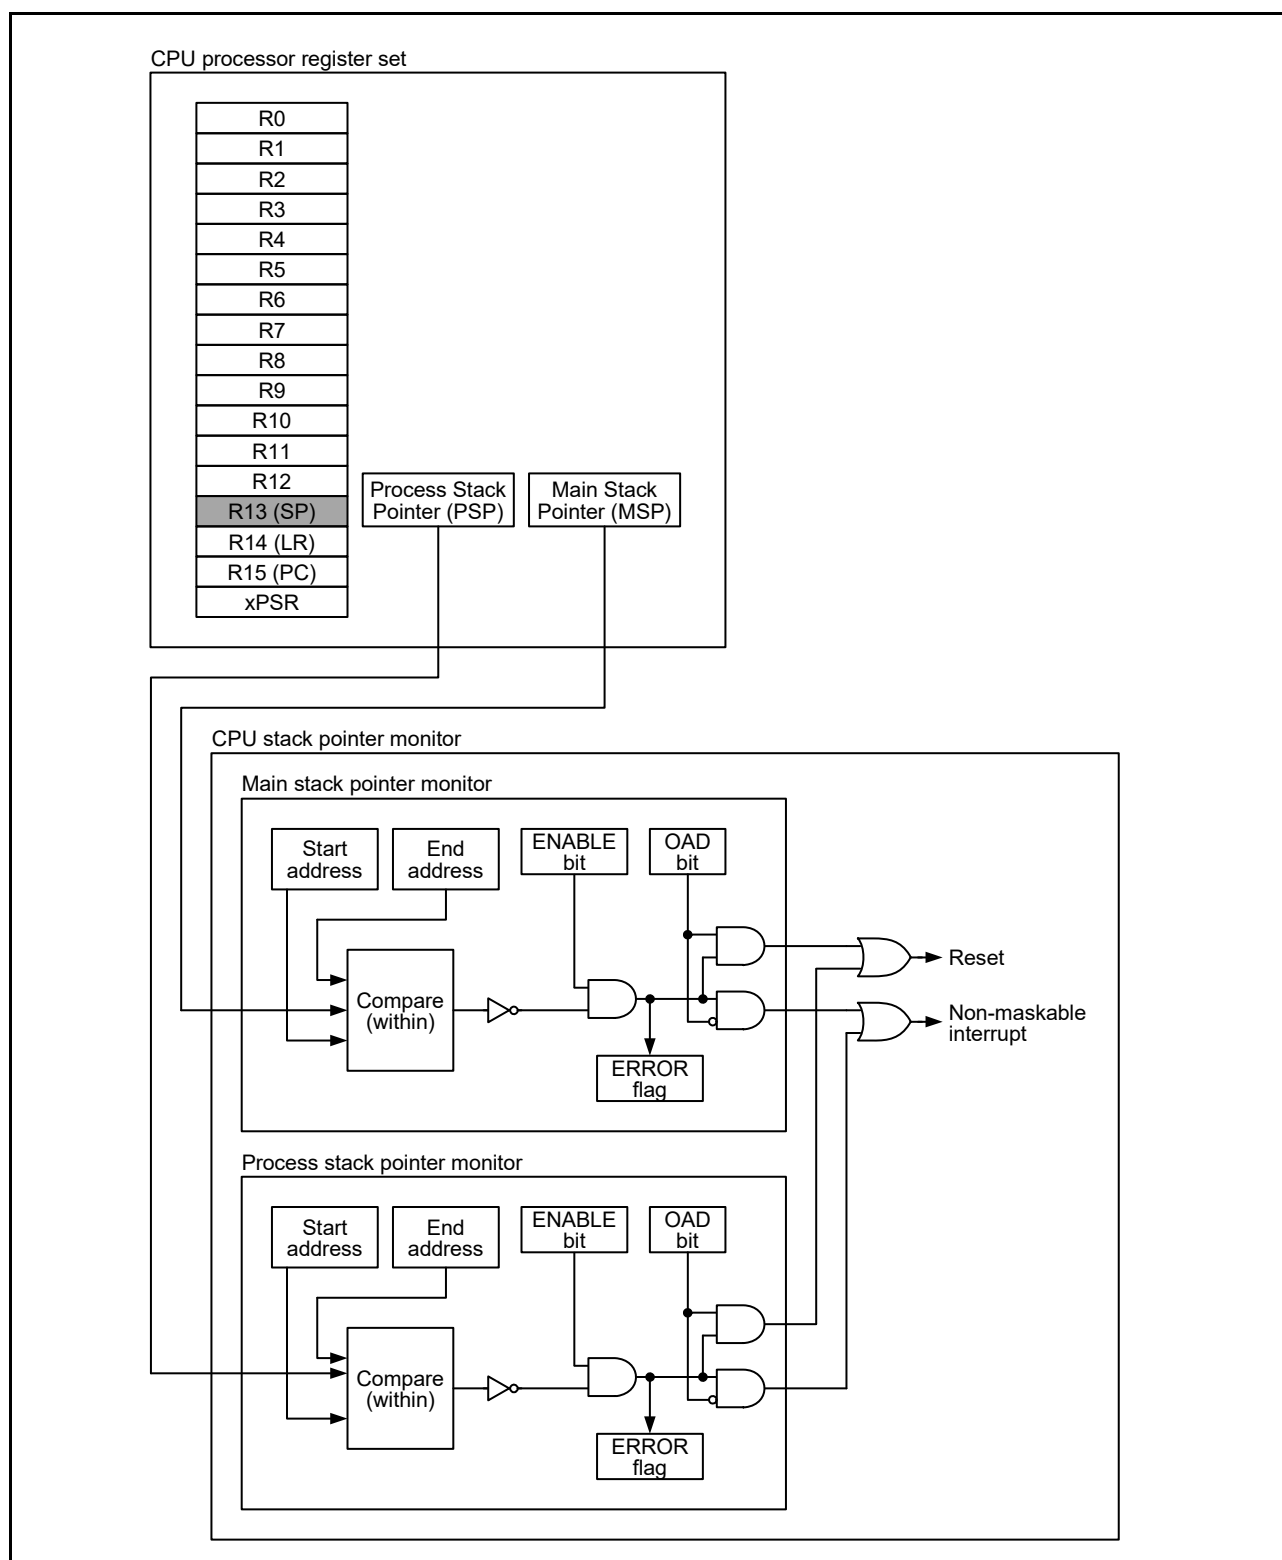 CPU processor register set
R0
R1
R2
R3
R4
R5
R6
R7
R8
R9
R10
R11
R12
R13 (SP)
R14 (LR)
R15 (PC)
xPSR
Process Stack
Pointer (PSP)
Main Stack
Pointer (MSP)
CPU stack pointer monitor
Main stack pointer monitor
Start
address
End
address
ENABLE
bit
OAD
bit
Compare
(within)
ERROR
flag
Reset
Non-maskable
interrupt
Process stack pointer monitor
Start
address
End
address
ENABLE
bit
OAD
bit
Compare
(within)
ERROR
flag